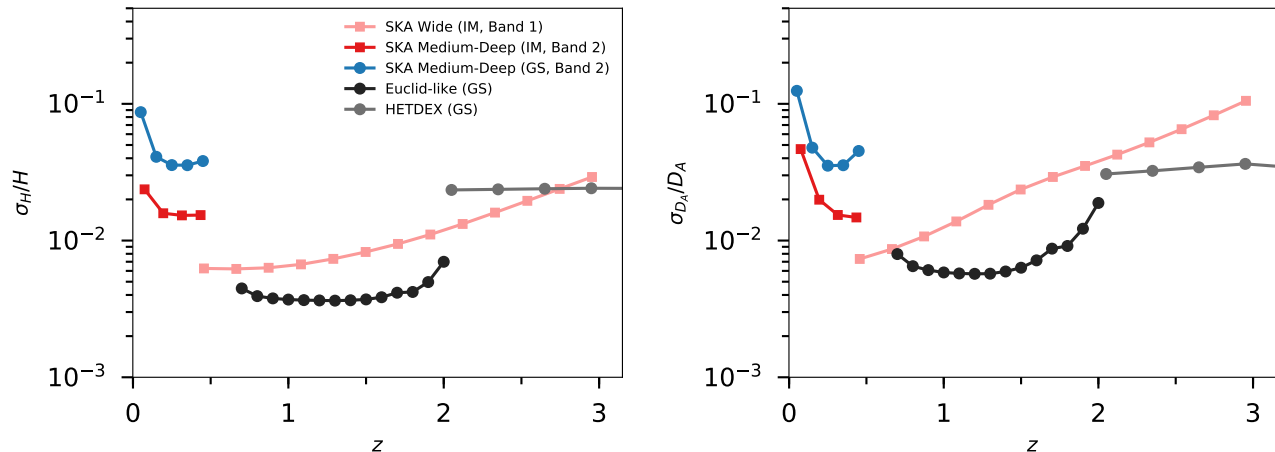 σ_H/H
10⁻¹
10⁻²
10⁻³
0
1
2
3
z
SKA Wide (IM, Band 1)
SKA Medium-Deep (IM, Band 2)
SKA Medium-Deep (GS, Band 2)
Euclid-like (GS)
HETDEX (GS)
σ_{D_A}/D_A
10⁻¹
10⁻²
10⁻³
0
1
2
3
z